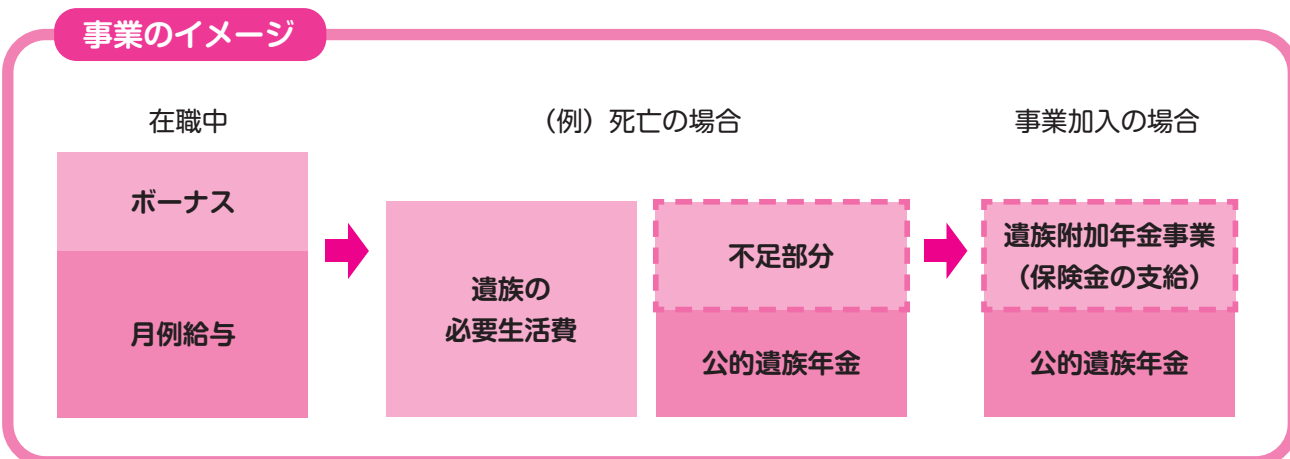 事業のイメージ
在職中
ボーナス
月例給与
（例）死亡の場合
遺族の
必要生活費
不足部分
公的遺族年金
事業加入の場合
遺族附加年金事業
（保険金の支給）
公的遺族年金